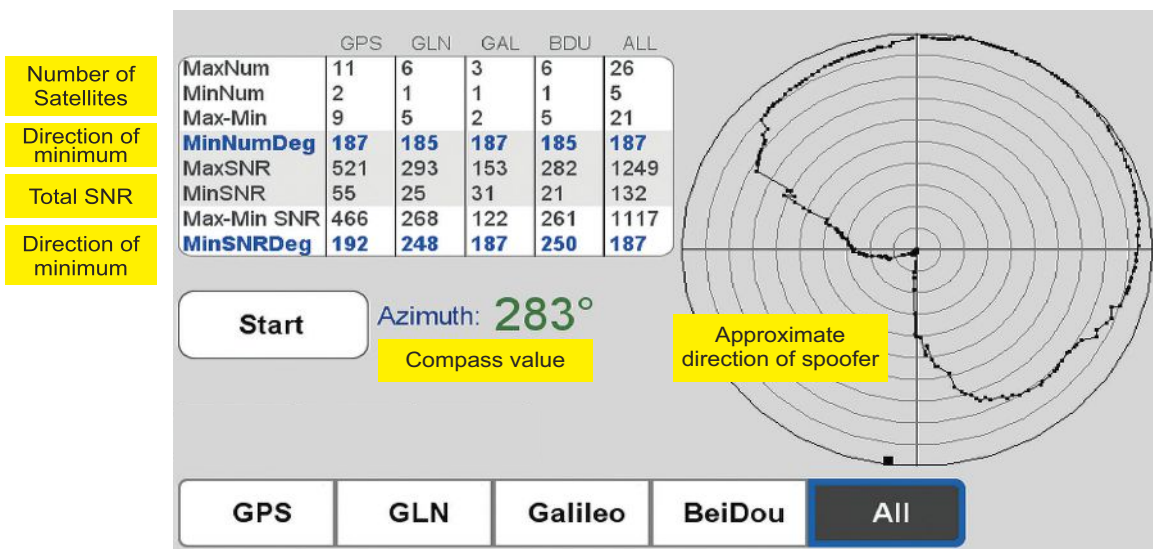 GPS GLN GAL BDU ALL
Number of
Satellites
MaxNum 11 6 3 6 26
MinNum 2 1 1 1 5
Max-Min 9 5 2 5 21
Direction of
minimum
MinNumDeg 187 185 187 185 187
MaxSNR 521 293 153 282 1249
Total SNR
MinSNR 55 25 31 21 132
Max-Min SNR 466 268 122 261 1117
Direction of
minimum
MinSNRDeg 192 248 187 250 187
Start
Azimuth: 283°
Compass value
Approximate
direction of spoofer
GPS GLN Galileo BeiDou All